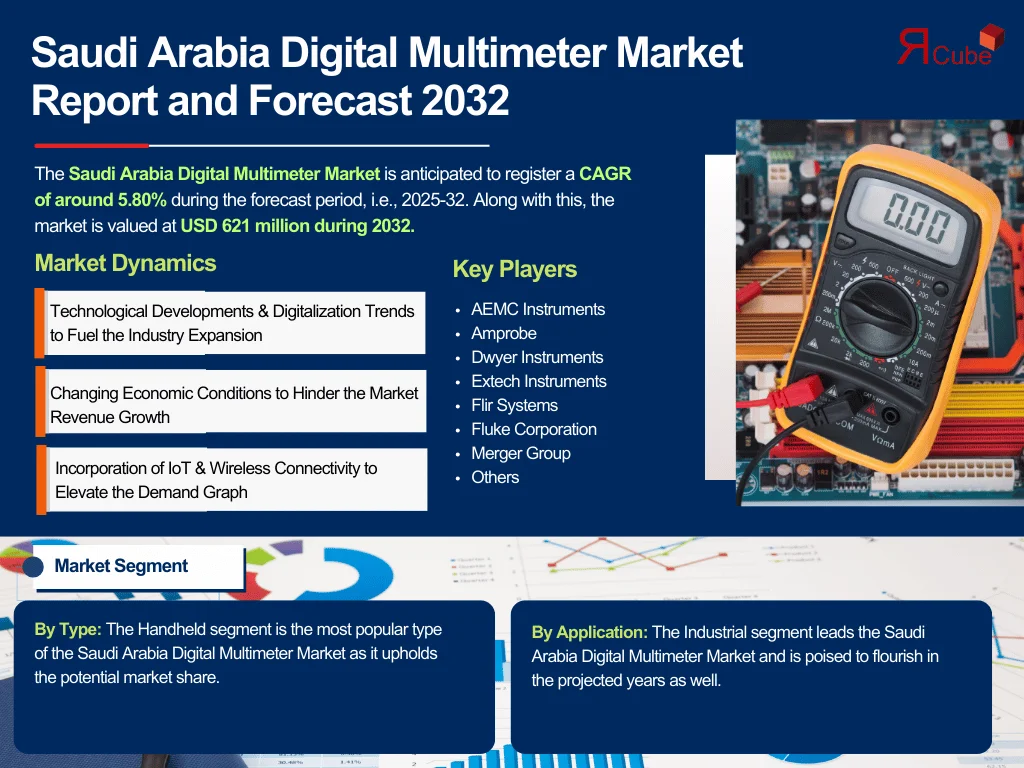 Saudi Arabia Digital Multimeter Market
Report and Forecast 2032
ЯCube
The Saudi Arabia Digital Multimeter Market is anticipated to register a CAGR
of around 5.80% during the forecast period, i.e., 2025-32. Along with this, the
market is valued at USD 621 million during 2032.
Market Dynamics
Technological Developments & Digitalization Trends
to Fuel the Industry Expansion
Changing Economic Conditions to Hinder the Market
Revenue Growth
Incorporation of IoT & Wireless Connectivity to
Elevate the Demand Graph
Key Players
• AEMC Instruments
• Amprobe
• Dwyer Instruments
• Extech Instruments
• Flir Systems
• Fluke Corporation
• Merger Group
• Others
0.00
BACK LIGHT
OFF
COM
VΩmA
Market Segment
By Type: The Handheld segment is the most popular type
of the Saudi Arabia Digital Multimeter Market as it upholds
the potential market share.
By Application: The Industrial segment leads the Saudi
Arabia Digital Multimeter Market and is poised to flourish in
the projected years as well.